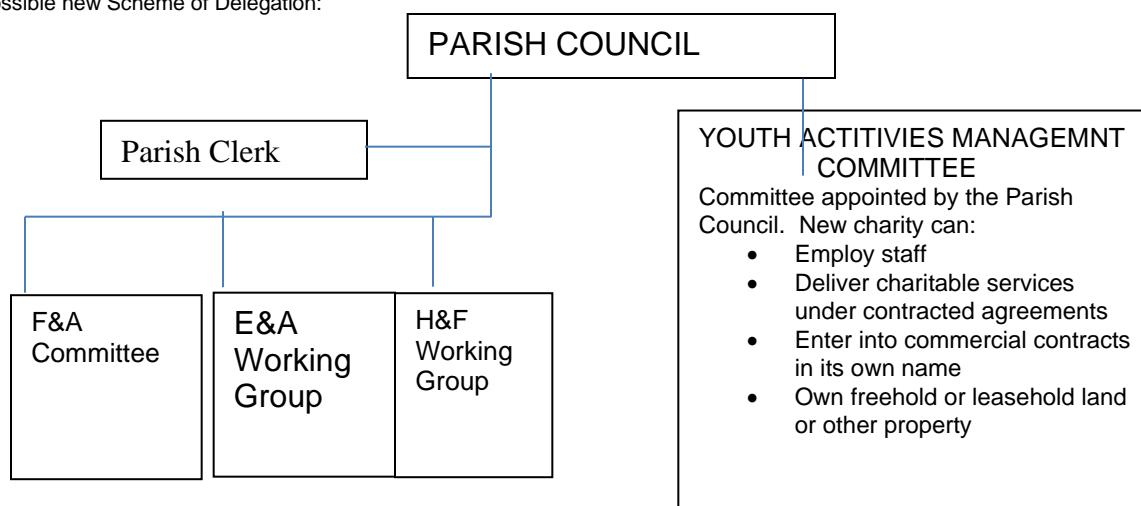 new Scheme of Delegation:
PARISH COUNCIL
Parish Clerk
YOUTH ACTITIVIES MANAGEMNT
COMMITTEE
Committee appointed by the Parish
Council.  New charity can:
• Employ staff
• Deliver charitable services
under contracted agreements
• Enter into commercial contracts
in its own name
• Own freehold or leasehold land
or other property
F&A
Committee
E&A
Working
Group
H&F
Working
Group